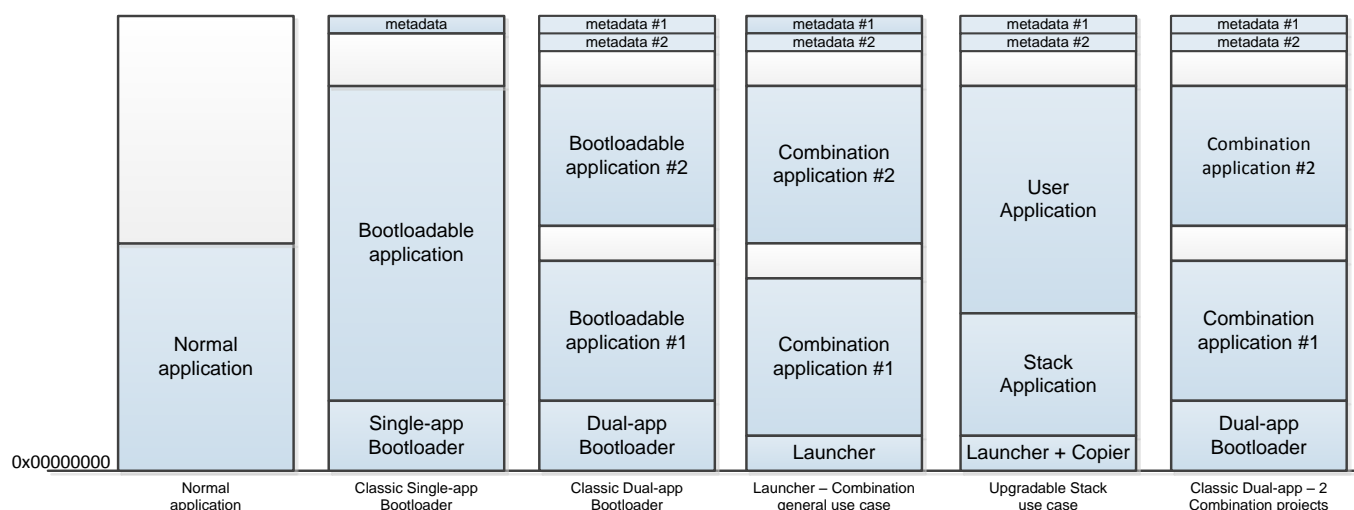 metadata
metadata #1
metadata #2
metadata #1
metadata #2
metadata #1
metadata #2
metadata #1
metadata #2
Normal
application
Bootloadable
application
Single-app
Bootloader
Bootloadable
application #2
Bootloadable
application #1
Dual-app
Bootloader
Combination
application #2
Combination
application #1
Launcher
User
Application
Stack
Application
Launcher + Copier
Combination
application #2
Combination
application #1
Dual-app
Bootloader
0x00000000
Normal
application
Classic Single-app
Bootloader
Classic Dual-app
Bootloader
Launcher – Combination
general use case
Upgradable Stack
use case
Classic Dual-app – 2
Combination projects